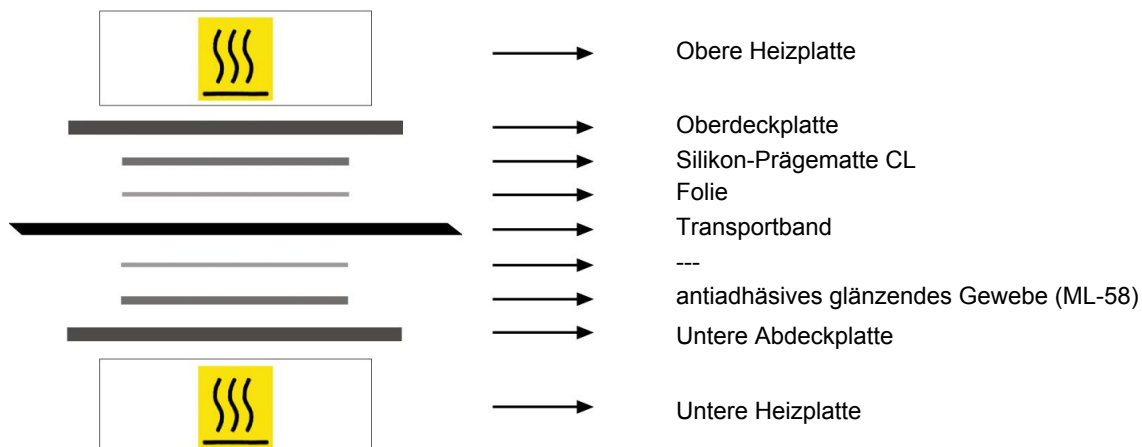 Obere Heizplatte
Oberdeckplatte
Silikon-Prägematte CL
Folie
Transportband
---
antiadhäsives glänzendes Gewebe (ML-58)
Untere Abdeckplatte
Untere Heizplatte